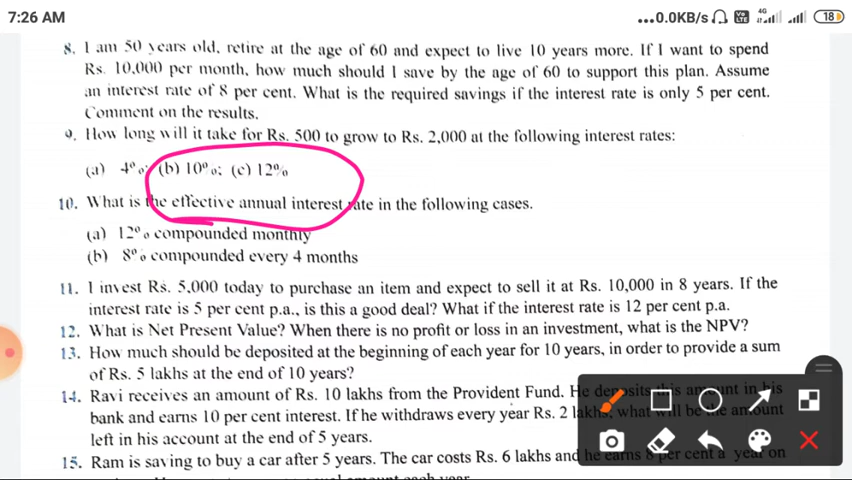 7:26 AM
...0.0KB/s
4G
18
8. I am 50 years old, retire at the age of 60 and expect to live 10 years more. If I want to spend
Rs. 10,000 per month, how much should I save by the age of 60 to support this plan. Assume
an interest rate of 8 per cent. What is the required savings if the interest rate is only 5 per cent.
Comment on the results.
9. How long will it take for Rs. 500 to grow to Rs. 2,000 at the following interest rates:
(a) 4%; (b) 10%; (c) 12%
10. What is the effective annual interest rate in the following cases.
(a) 12% compounded monthly
(b) 8% compounded every 4 months
11. I invest Rs. 5,000 today to purchase an item and expect to sell it at Rs. 10,000 in 8 years. If the
interest rate is 5 per cent p.a., is this a good deal? What if the interest rate is 12 per cent p.a.
12. What is Net Present Value? When there is no profit or loss in an investment, what is the NPV?
13. How much should be deposited at the beginning of each year for 10 years, in order to provide a sum
of Rs. 5 lakhs at the end of 10 years?
14. Ravi receives an amount of Rs. 10 lakhs from the Provident Fund. He deposits this amount in his
bank and earns 10 per cent interest. If he withdraws every year Rs. 2 lakhs, what will be the amount
left in his account at the end of 5 years.
15. Ram is saving to buy a car after 5 years. The car costs Rs. 6 lakhs and he earns 8 per cent a year on